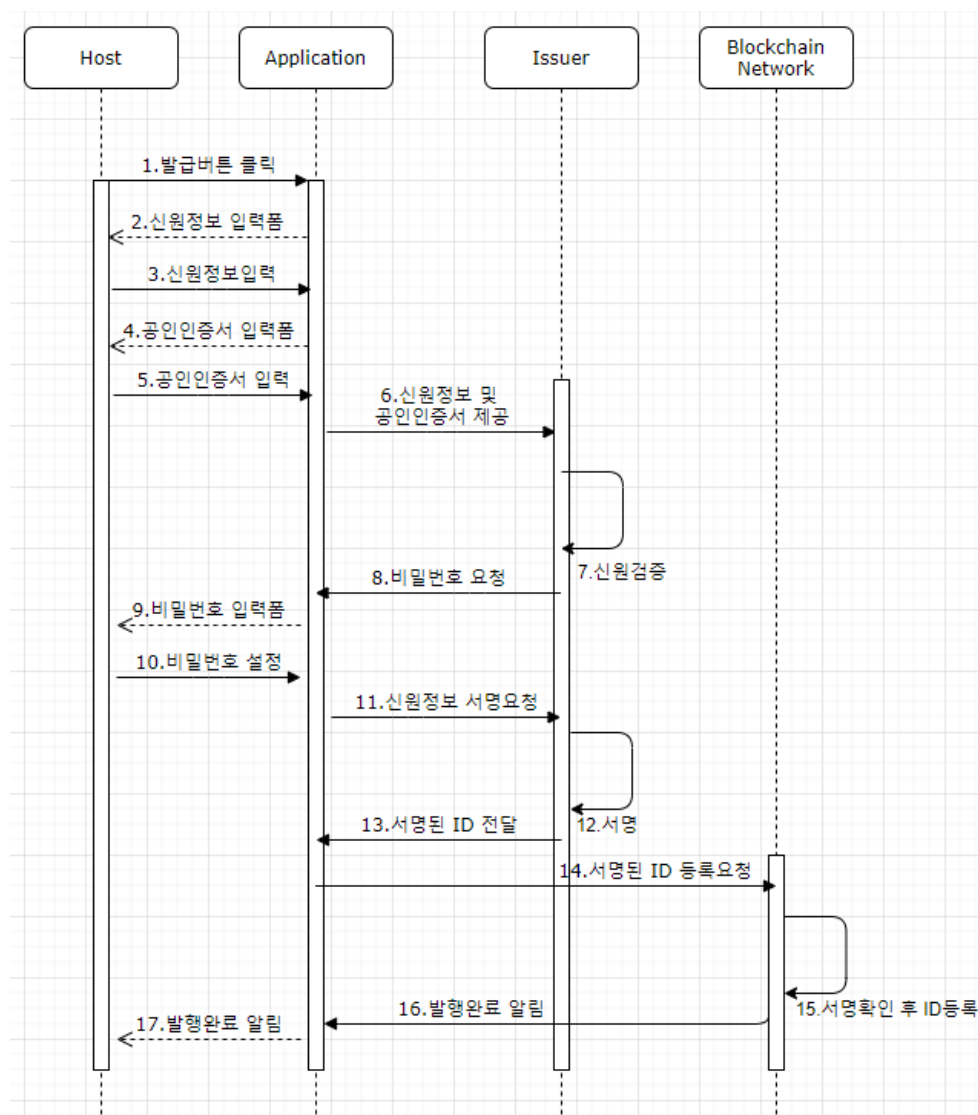 Host
Application
Issuer
Blockchain
Network
1.발급버튼 클릭
2.신원정보 입력폼
3.신원정보입력
4.공인인증서 입력폼
5.공인인증서 입력
6.신원정보 및
공인인증서 제공
7.신원검증
8.비밀번호 요청
9.비밀번호 입력폼
10.비밀번호 설정
11.신원정보 서명요청
12.서명
13.서명된 ID 전달
14.서명된 ID 등록요청
15.서명확인 후 ID등록
16.발행완료 알림
17.발행완료 알림